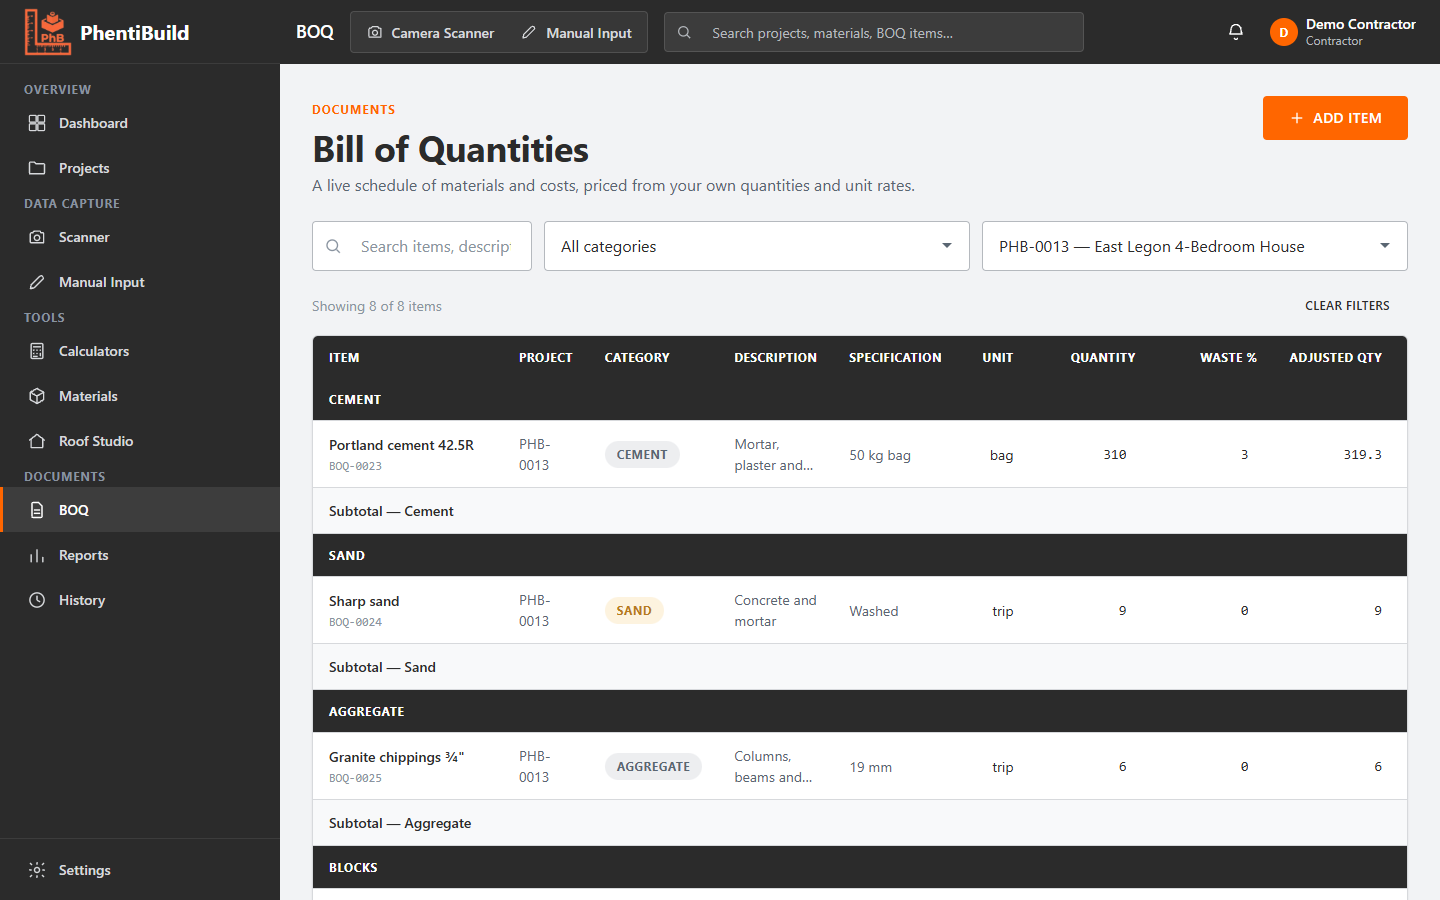 PhB
PhentiBuild
BOQ
Camera Scanner
Manual Input
Search projects, materials, BOQ items...
D
Demo Contractor
Contractor
OVERVIEW
Dashboard
Projects
DATA CAPTURE
Scanner
Manual Input
TOOLS
Calculators
Materials
Roof Studio
DOCUMENTS
BOQ
Reports
History
Settings
DOCUMENTS
Bill of Quantities
A live schedule of materials and costs, priced from your own quantities and unit rates.
+ ADD ITEM
Search items, descrip
All categories
PHB-0013 — East Legon 4-Bedroom House
Showing 8 of 8 items
CLEAR FILTERS
ITEM PROJECT CATEGORY DESCRIPTION SPECIFICATION UNIT QUANTITY WASTE % ADJUSTED QTY
CEMENT
Portland cement 42.5R
BOQ-0023
PHB-
0013
CEMENT
Mortar,
plaster and...
50 kg bag
bag
310
3
319.3
Subtotal — Cement
SAND
Sharp sand
BOQ-0024
PHB-
0013
SAND
Concrete and
mortar
Washed
trip
9
0
9
Subtotal — Sand
AGGREGATE
Granite chippings ¾"
BOQ-0025
PHB-
0013
AGGREGATE
Columns,
beams and...
19 mm
trip
6
0
6
Subtotal — Aggregate
BLOCKS